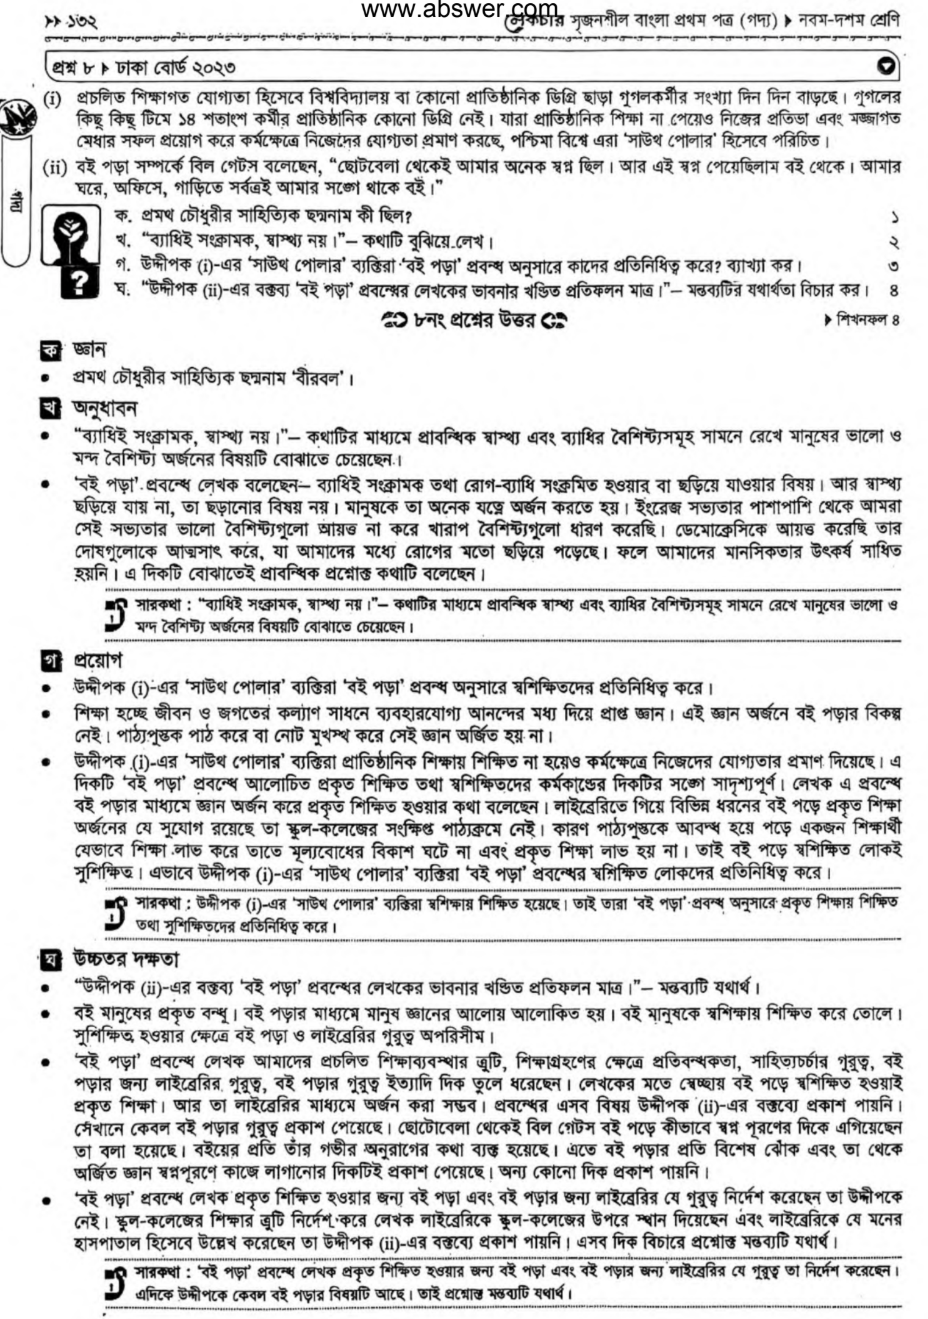 www.abswer.com
›› ১৩২
লেকচার সৃজনশীল বাংলা প্রথম পত্র (গদ্য) ▶ নবম-দশম শ্রেণি
প্রশ্ন ৮ ▶ ঢাকা বোর্ড ২০২৩
(i) প্রচলিত শিক্ষাগত যোগ্যতা হিসেবে বিশ্ববিদ্যালয় বা কোনো প্রাতিষ্ঠানিক ডিগ্রি ছাড়া গুগলকর্মীর সংখ্যা দিন দিন বাড়ছে। গুগলের
কিছু কিছু টিমে ১৪ শতাংশ কর্মীর প্রাতিষ্ঠানিক কোনো ডিগ্রি নেই। যারা প্রাতিষ্ঠানিক শিক্ষা না পেয়েও নিজের প্রতিভা এবং মজ্জাগত
মেধার সফল প্রয়োগ করে কর্মক্ষেত্রে নিজেদের যোগ্যতা প্রমাণ করছে, পশ্চিমা বিশ্বে এরা ‘সাউথ পোলার’ হিসেবে পরিচিত।
(ii) বই পড়া সম্পর্কে বিল গেটস বলেছেন, “ছোটবেলা থেকেই আমার অনেক স্বপ্ন ছিল। আর এই স্বপ্ন পেয়েছিলাম বই থেকে। আমার
ঘরে, অফিসে, গাড়িতে সর্বত্রই আমার সঙ্গে থাকে বই।”
গদ্য
ক. প্রমথ চৌধুরীর সাহিত্যিক ছদ্মনাম কী ছিল? ১
খ. “ব্যাধিই সংক্রামক, স্বাস্থ্য নয়।”– কথাটি বুঝিয়ে লেখ। ২
গ. উদ্দীপক (i)-এর ‘সাউথ পোলার’ ব্যক্তিরা ‘বই পড়া’ প্রবন্ধ অনুসারে কাদের প্রতিনিধিত্ব করে? ব্যাখ্যা কর। ৩
ঘ. “উদ্দীপক (ii)-এর বক্তব্য ‘বই পড়া’ প্রবন্ধের লেখকের ভাবনার খণ্ডিত প্রতিফলন মাত্র।”– মন্তব্যটির যথার্থতা বিচার কর। ৪
৮নং প্রশ্নের উত্তর
▶ শিখনফল ৪
ক জ্ঞান
• প্রমথ চৌধুরীর সাহিত্যিক ছদ্মনাম ‘বীরবল’।
খ অনুধাবন
• “ব্যাধিই সংক্রামক, স্বাস্থ্য নয়।”– কথাটির মাধ্যমে প্রাবন্ধিক স্বাস্থ্য এবং ব্যাধির বৈশিষ্ট্যসমূহ সামনে রেখে মানুষের ভালো ও
মন্দ বৈশিষ্ট্য অর্জনের বিষয়টি বোঝাতে চেয়েছেন।
• ‘বই পড়া’ প্রবন্ধে লেখক বলেছেন– ব্যাধিই সংক্রামক তথা রোগ-ব্যাধি সংক্রমিত হওয়ার বা ছড়িয়ে যাওয়ার বিষয়। আর স্বাস্থ্য
ছড়িয়ে যায় না, তা ছড়ানোর বিষয় নয়। মানুষকে তা অনেক যত্নে অর্জন করতে হয়। ইংরেজ সভ্যতার পাশাপাশি থেকে আমরা
সেই সভ্যতার ভালো বৈশিষ্ট্যগুলো আয়ত্ত না করে খারাপ বৈশিষ্ট্যগুলো ধারণ করেছি। ডেমোক্রেসিকে আয়ত্ত করেছি তার
দোষগুলোকে আত্মসাৎ করে, যা আমাদের মধ্যে রোগের মতো ছড়িয়ে পড়েছে। ফলে আমাদের মানসিকতার উৎকর্ষ সাধিত
হয়নি। এ দিকটি বোঝাতেই প্রাবন্ধিক প্রশ্নোক্ত কথাটি বলেছেন।
সারকথা : “ব্যাধিই সংক্রামক, স্বাস্থ্য নয়।”– কথাটির মাধ্যমে প্রাবন্ধিক স্বাস্থ্য এবং ব্যাধির বৈশিষ্ট্যসমূহ সামনে রেখে মানুষের ভালো ও
মন্দ বৈশিষ্ট্য অর্জনের বিষয়টি বোঝাতে চেয়েছেন।
গ প্রয়োগ
• উদ্দীপক (i)-এর ‘সাউথ পোলার’ ব্যক্তিরা ‘বই পড়া’ প্রবন্ধ অনুসারে স্বশিক্ষিতদের প্রতিনিধিত্ব করে।
• শিক্ষা হচ্ছে জীবন ও জগতের কল্যাণ সাধনে ব্যবহারযোগ্য আনন্দের মধ্য দিয়ে প্রাপ্ত জ্ঞান। এই জ্ঞান অর্জনে বই পড়ার বিকল্প
নেই। পাঠ্যপুস্তক পাঠ করে বা নোট মুখস্থ করে সেই জ্ঞান অর্জিত হয় না।
• উদ্দীপক (i)-এর ‘সাউথ পোলার’ ব্যক্তিরা প্রাতিষ্ঠানিক শিক্ষায় শিক্ষিত না হয়েও কর্মক্ষেত্রে নিজেদের যোগ্যতার প্রমাণ দিয়েছে। এ
দিকটি ‘বই পড়া’ প্রবন্ধে আলোচিত প্রকৃত শিক্ষিত তথা স্বশিক্ষিতদের কর্মকাণ্ডের দিকটির সঙ্গে সাদৃশ্যপূর্ণ। লেখক এ প্রবন্ধে
বই পড়ার মাধ্যমে জ্ঞান অর্জন করে প্রকৃত শিক্ষিত হওয়ার কথা বলেছেন। লাইব্রেরিতে গিয়ে বিভিন্ন ধরনের বই পড়ে প্রকৃত শিক্ষা
অর্জনের যে সুযোগ রয়েছে তা স্কুল-কলেজের সংক্ষিপ্ত পাঠ্যক্রমে নেই। কারণ পাঠ্যপুস্তকে আবদ্ধ হয়ে পড়ে একজন শিক্ষার্থী
যেভাবে শিক্ষা লাভ করে তাতে মূল্যবোধের বিকাশ ঘটে না এবং প্রকৃত শিক্ষা লাভ হয় না। তাই বই পড়ে স্বশিক্ষিত লোকই
সুশিক্ষিত। এভাবে উদ্দীপক (i)-এর ‘সাউথ পোলার’ ব্যক্তিরা ‘বই পড়া’ প্রবন্ধের স্বশিক্ষিত লোকদের প্রতিনিধিত্ব করে।
সারকথা : উদ্দীপক (i)-এর ‘সাউথ পোলার’ ব্যক্তিরা স্বশিক্ষায় শিক্ষিত হয়েছে। তাই তারা ‘বই পড়া’ প্রবন্ধ অনুসারে প্রকৃত শিক্ষায় শিক্ষিত
তথা সুশিক্ষিতদের প্রতিনিধিত্ব করে।
ঘ উচ্চতর দক্ষতা
• “উদ্দীপক (ii)-এর বক্তব্য ‘বই পড়া’ প্রবন্ধের লেখকের ভাবনার খণ্ডিত প্রতিফলন মাত্র।”– মন্তব্যটি যথার্থ।
• বই মানুষের প্রকৃত বন্ধু। বই পড়ার মাধ্যমে মানুষ জ্ঞানের আলোয় আলোকিত হয়। বই মানুষকে স্বশিক্ষায় শিক্ষিত করে তোলে।
সুশিক্ষিত হওয়ার ক্ষেত্রে বই পড়া ও লাইব্রেরির গুরুত্ব অপরিসীম।
• ‘বই পড়া’ প্রবন্ধে লেখক আমাদের প্রচলিত শিক্ষাব্যবস্থার ত্রুটি, শিক্ষাগ্রহণের ক্ষেত্রে প্রতিবন্ধকতা, সাহিত্যচর্চার গুরুত্ব, বই
পড়ার জন্য লাইব্রেরির গুরুত্ব, বই পড়ার গুরুত্ব ইত্যাদি দিক তুলে ধরেছেন। লেখকের মতে স্বেচ্ছায় বই পড়ে স্বশিক্ষিত হওয়াই
প্রকৃত শিক্ষা। আর তা লাইব্রেরির মাধ্যমে অর্জন করা সম্ভব। প্রবন্ধের এসব বিষয় উদ্দীপক (ii)-এর বক্তব্যে প্রকাশ পায়নি।
সেখানে কেবল বই পড়ার গুরুত্ব প্রকাশ পেয়েছে। ছোটোবেলা থেকেই বিল গেটস বই পড়ে কীভাবে স্বপ্ন পূরণের দিকে এগিয়েছেন
তা বলা হয়েছে। বইয়ের প্রতি তাঁর গভীর অনুরাগের কথা ব্যক্ত হয়েছে। এতে বই পড়ার প্রতি বিশেষ ঝোঁক এবং তা থেকে
অর্জিত জ্ঞান স্বপ্নপূরণে কাজে লাগানোর দিকটিই প্রকাশ পেয়েছে। অন্য কোনো দিক প্রকাশ পায়নি।
• ‘বই পড়া’ প্রবন্ধে লেখক প্রকৃত শিক্ষিত হওয়ার জন্য বই পড়া এবং বই পড়ার জন্য লাইব্রেরির যে গুরুত্ব নির্দেশ করেছেন তা উদ্দীপকে
নেই। স্কুল-কলেজের শিক্ষার ত্রুটি নির্দেশ করে লেখক লাইব্রেরিকে স্কুল-কলেজের উপরে স্থান দিয়েছেন এবং লাইব্রেরিকে যে মনের
হাসপাতাল হিসেবে উল্লেখ করেছেন তা উদ্দীপক (ii)-এর বক্তব্যে প্রকাশ পায়নি। এসব দিক বিচারে প্রশ্নোক্ত মন্তব্যটি যথার্থ।
সারকথা : ‘বই পড়া’ প্রবন্ধে লেখক প্রকৃত শিক্ষিত হওয়ার জন্য বই পড়া এবং বই পড়ার জন্য লাইব্রেরির যে গুরুত্ব তা নির্দেশ করেছেন।
এদিকে উদ্দীপকে কেবল বই পড়ার বিষয়টি আছে। তাই প্রশ্নোক্ত মন্তব্যটি যথার্থ।